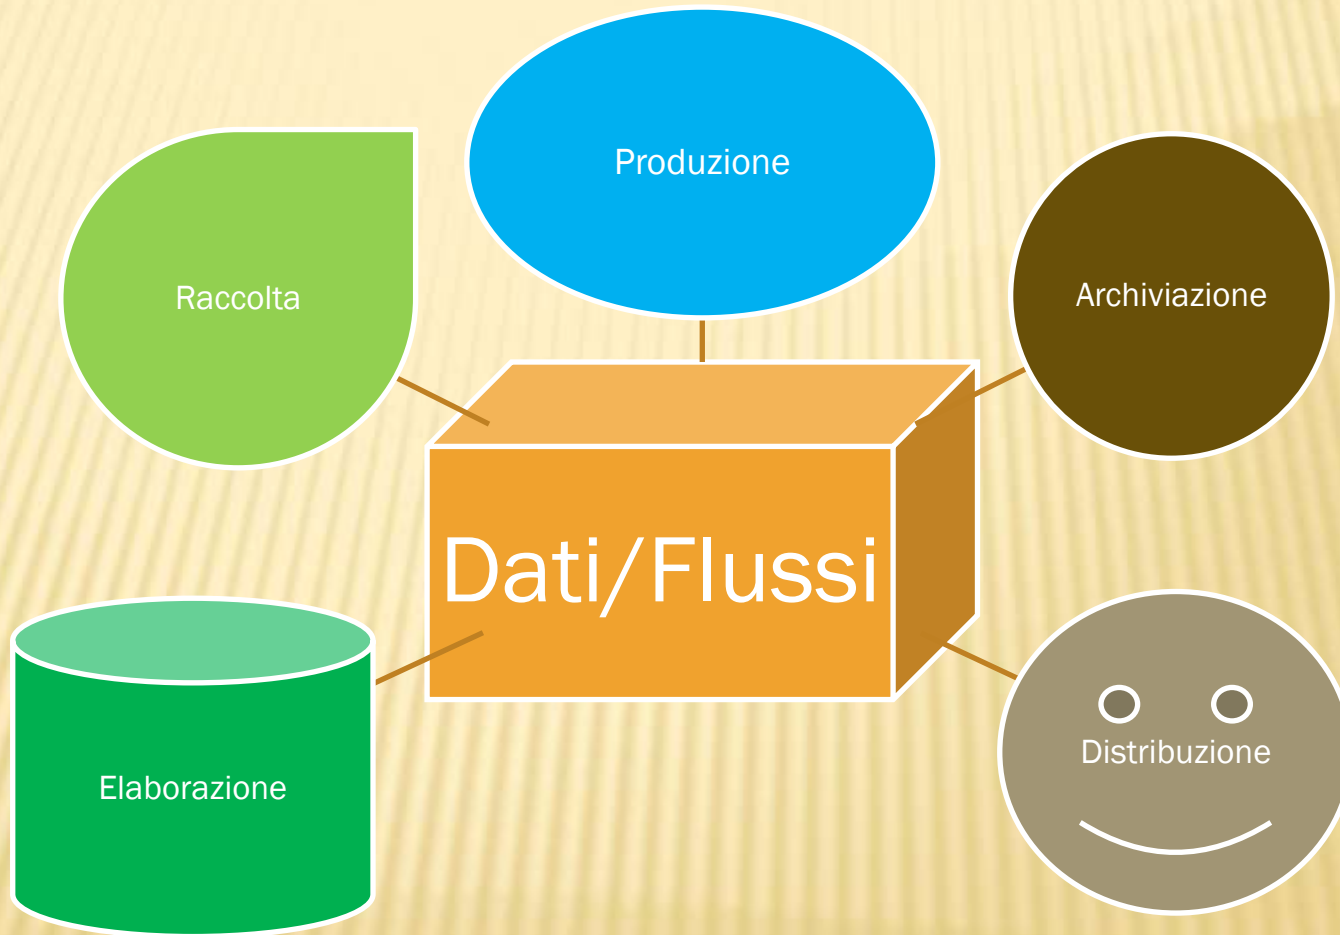 Produzione
Raccolta
Archiviazione
Dati/Flussi
Distribuzione
Elaborazione